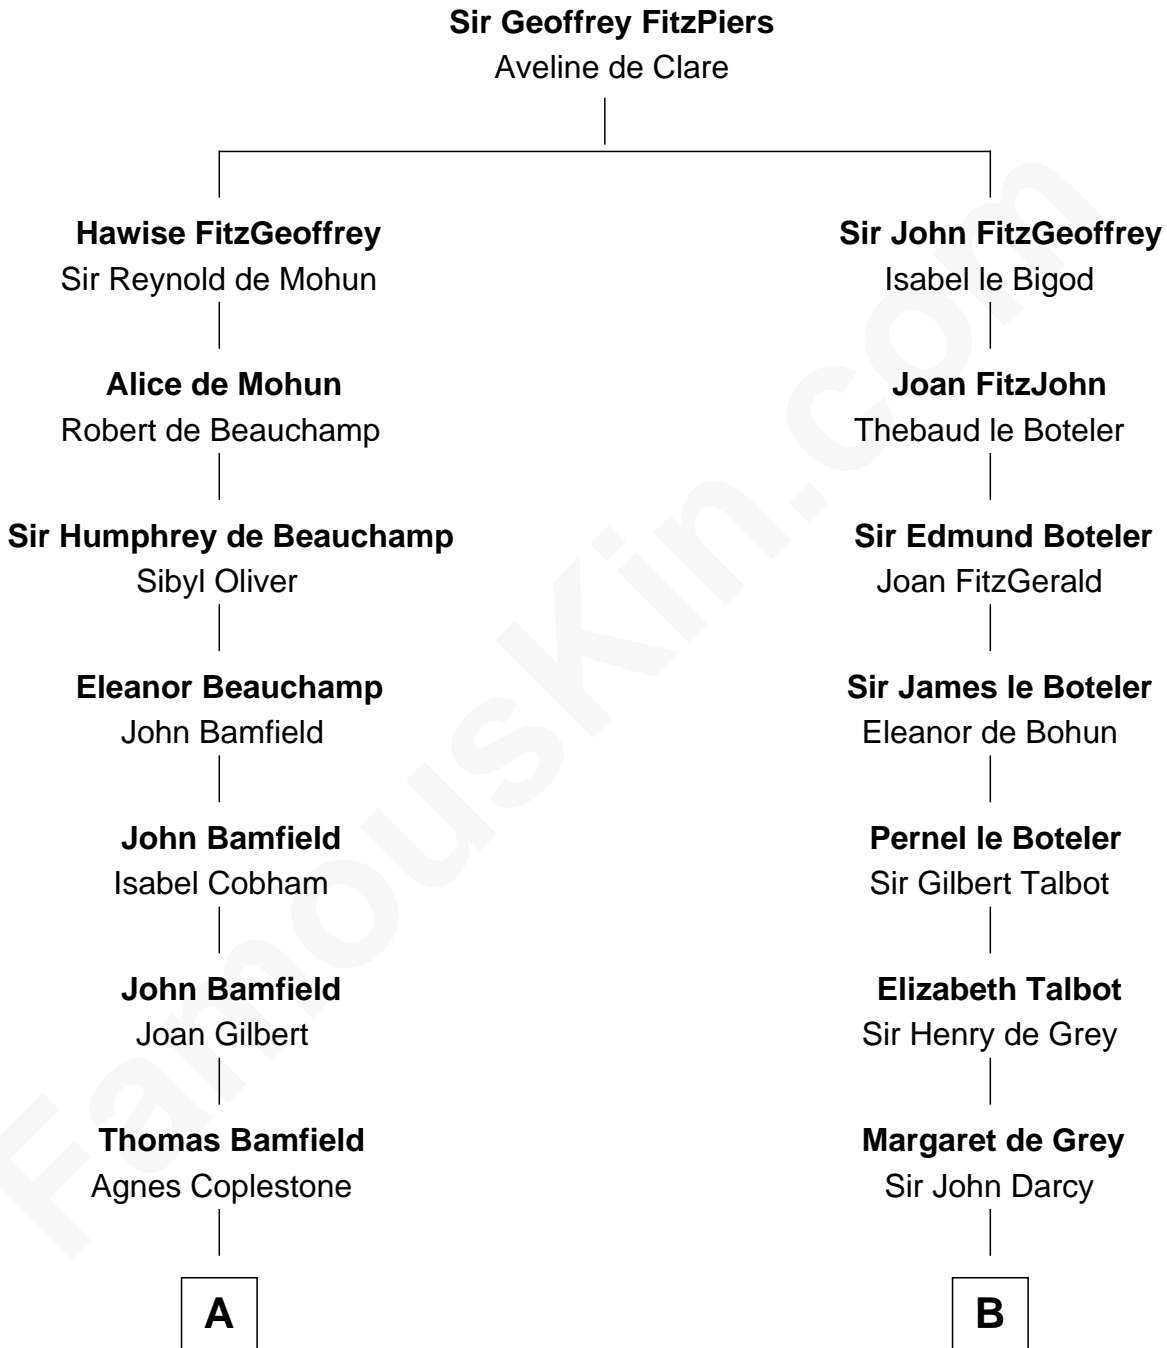 Sir Geoffrey FitzPiers
Aveline de Clare
Hawise FitzGeoffrey
Sir Reynold de Mohun
Alice de Mohun
Robert de Beauchamp
Sir Humphrey de Beauchamp
Sibyl Oliver
Eleanor Beauchamp
John Bamfield
John Bamfield
Isabel Cobham
John Bamfield
Joan Gilbert
Thomas Bamfield
Agnes Coplestone
A
Sir John FitzGeoffrey
Isabel le Bigod
Joan FitzJohn
Thebaud le Boteler
Sir Edmund Boteler
Joan FitzGerald
Sir James le Boteler
Eleanor de Bohun
Pernel le Boteler
Sir Gilbert Talbot
Elizabeth Talbot
Sir Henry de Grey
Margaret de Grey
Sir John Darcy
B
FamousKin.com